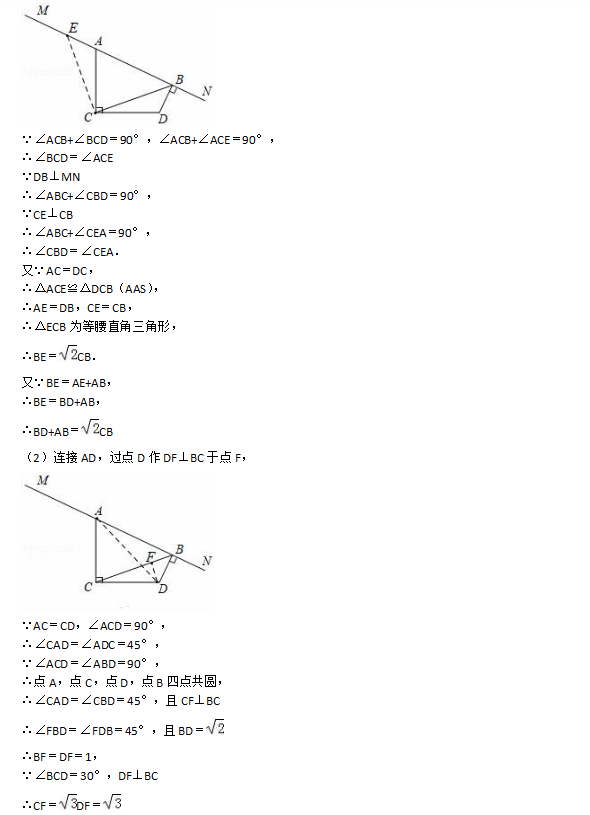 M
E
A
B
N
C
D
∵∠ACB+∠BCD=90°，∠ACB+∠ACE=90°，
∴∠BCD=∠ACE
∵DB⊥MN
∴∠ABC+∠CBD=90°，
∵CE⊥CB
∴∠ABC+∠CEA=90°，
∴∠CBD=∠CEA．
又∵AC=DC，
∴△ACE≌△DCB（AAS），
∴AE=DB，CE=CB，
∴△ECB为等腰直角三角形，
∴BE=√2CB．
又∵BE=AE+AB，
∴BE=BD+AB，
∴BD+AB=√2CB
（2）连接AD，过点D作DF⊥BC于点F，
M
A
B
F
N
C
D
∵AC=CD，∠ACD=90°，
∴∠CAD=∠ADC=45°，
∵∠ACD=∠ABD=90°，
∴点A，点C，点D，点B四点共圆，
∴∠CAD=∠CBD=45°，且CF⊥BC
∴∠FBD=∠FDB=45°，且BD=√2
∴BF=DF=1，
∵∠BCD=30°，DF⊥BC
∴CF=√3DF=√3